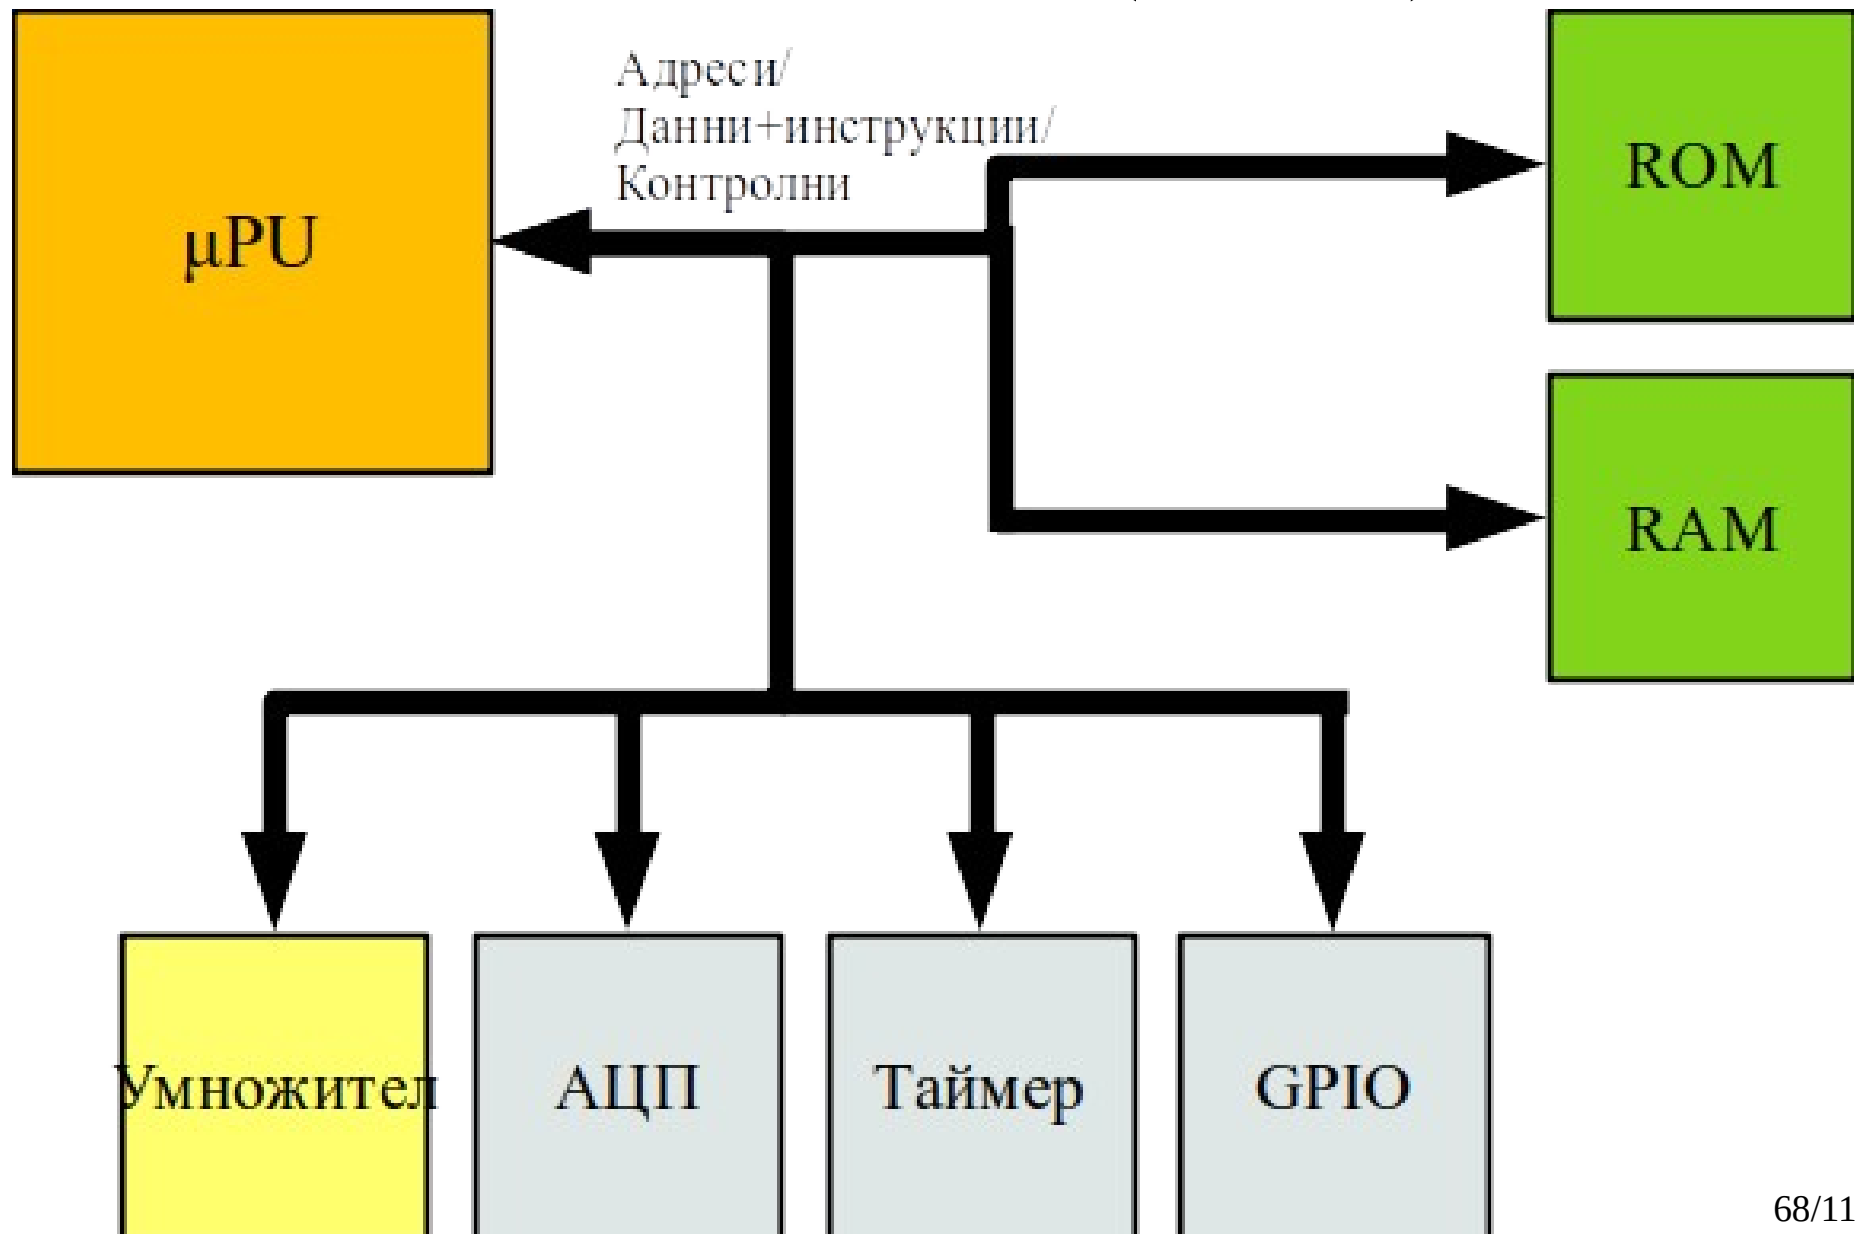 Адреси/
Данни+инструкции/
Контролни
μPU
ROM
RAM
Умножител
АЦП
Таймер
GPIO
68/11